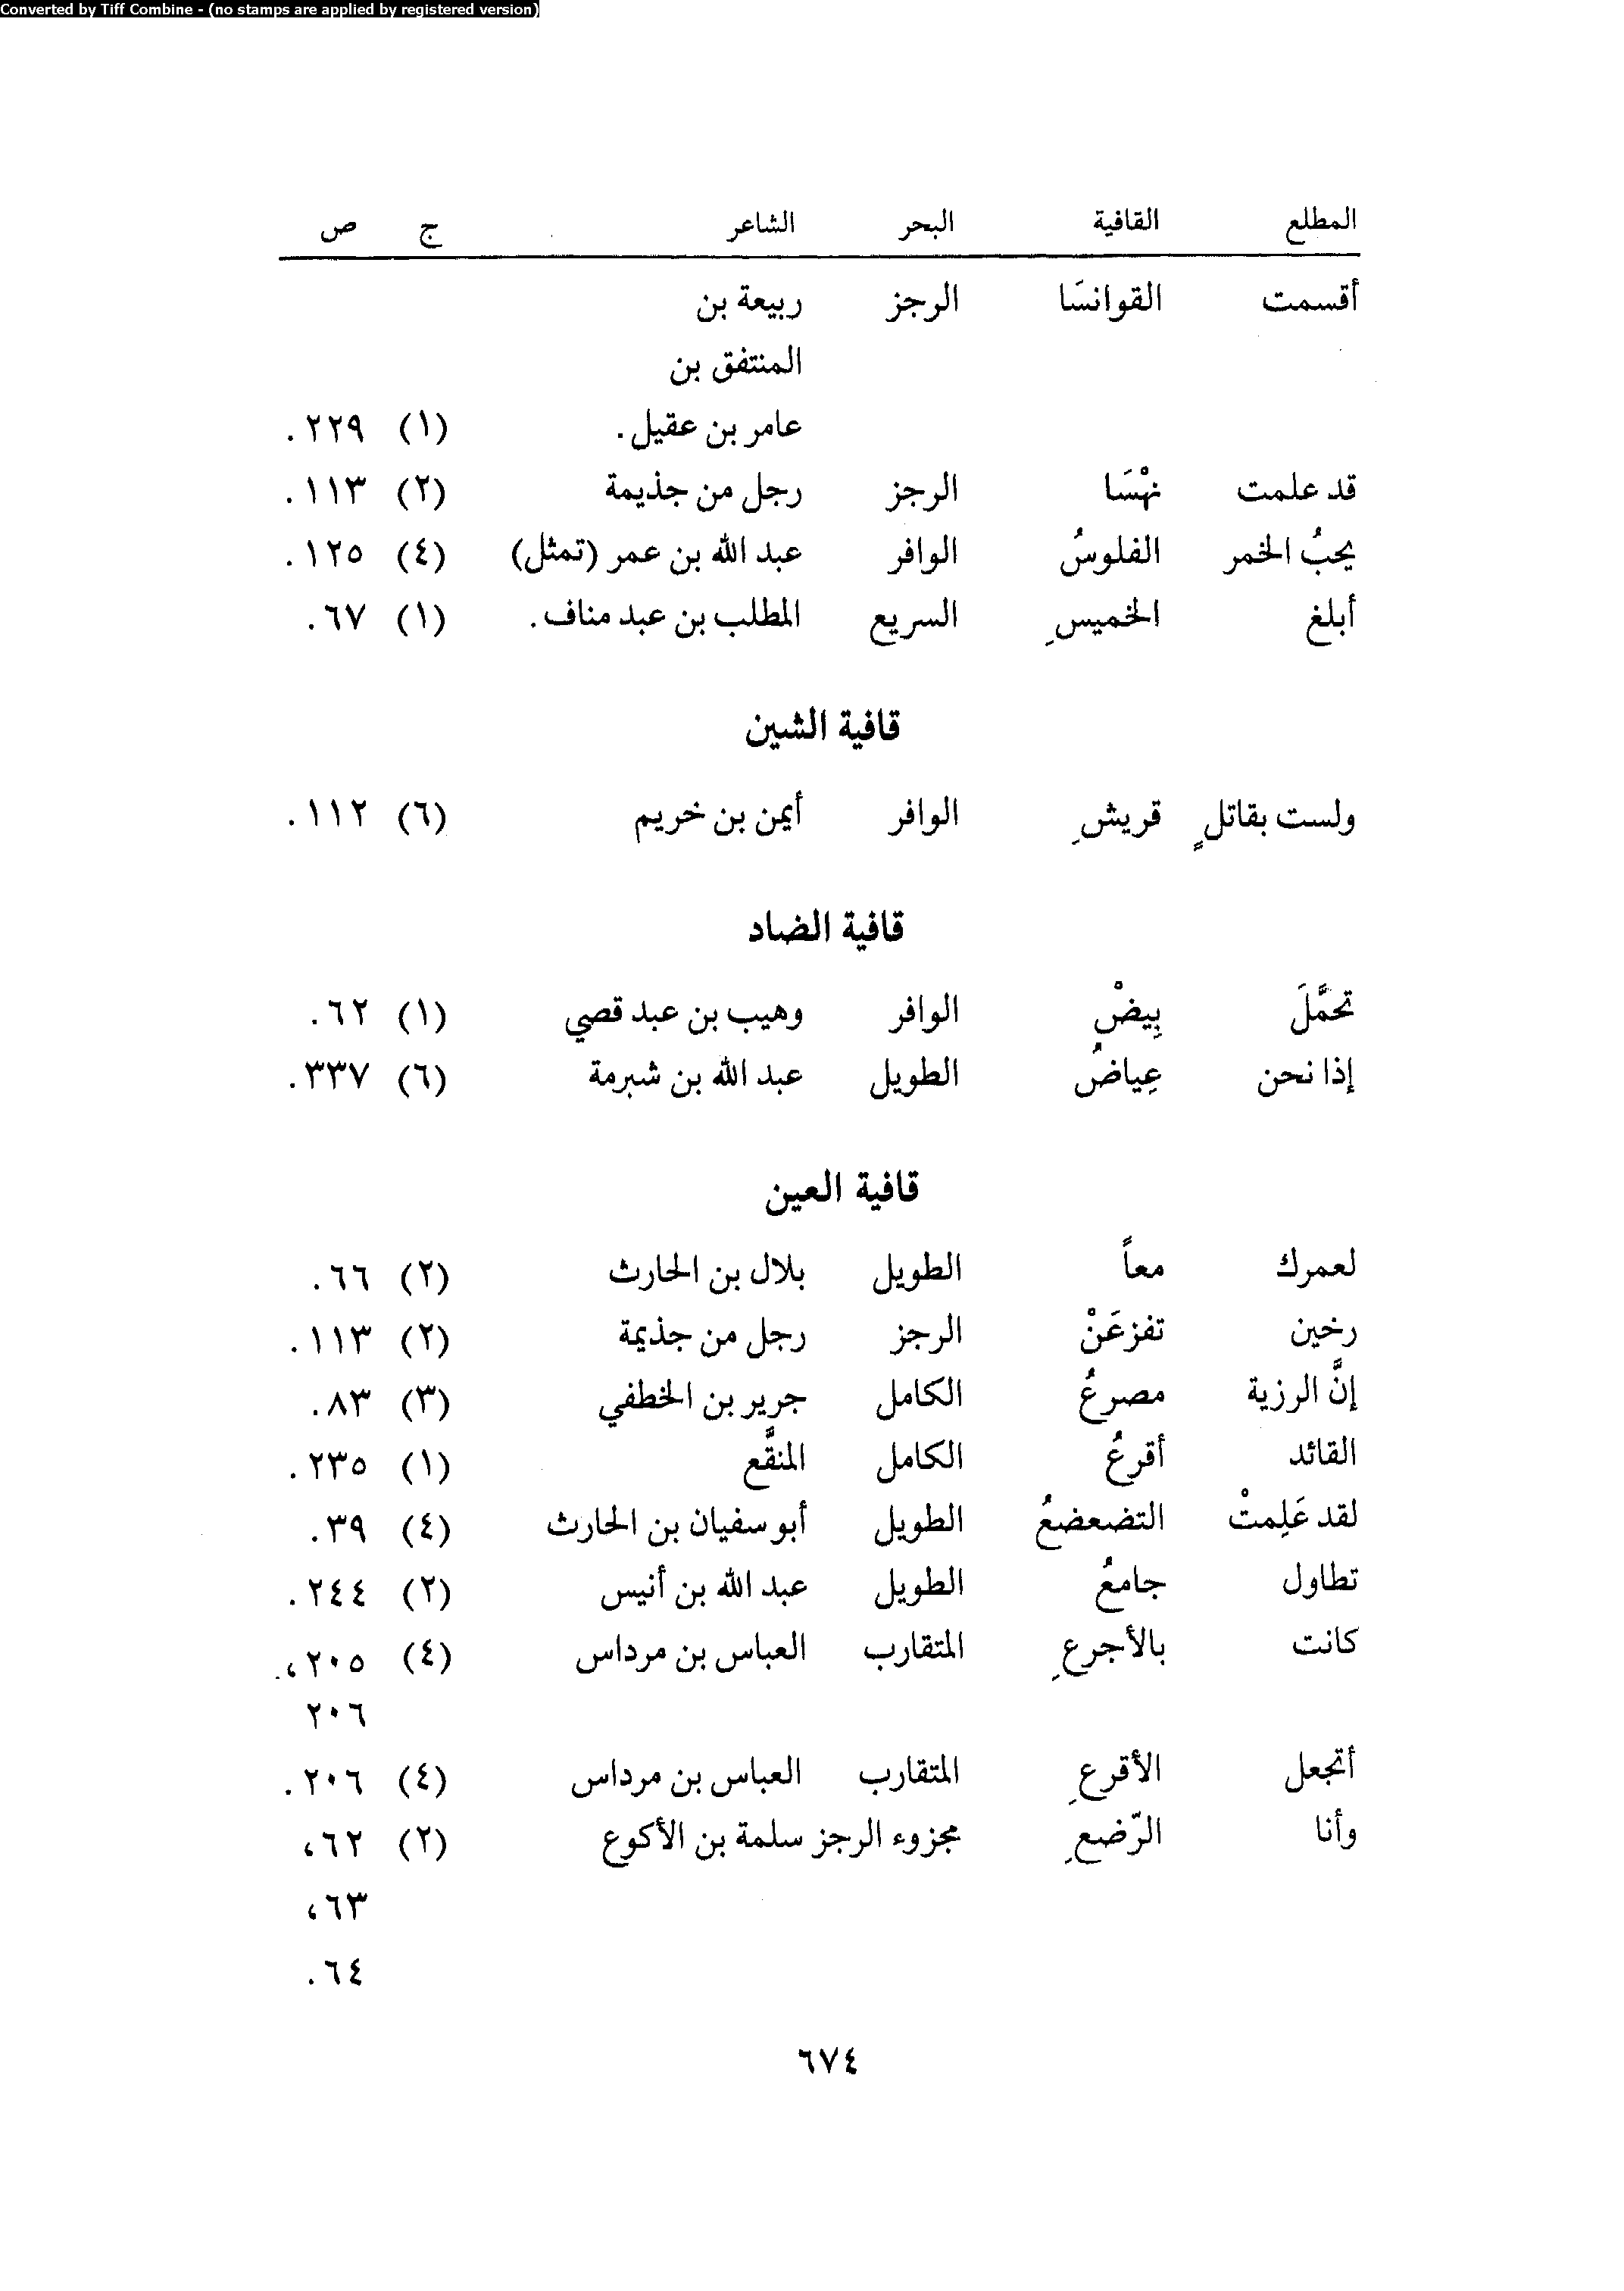 Converted by Tiff Combine - (no stamps are applied by registered version)
المطلع القافية البحر الشاعر ج ص
أقسمت القوانسَا الرجز ربيعة بن
المنتفق بن
عامر بن عقيل. (١) ٢٢٩.
قد علمت نهْسَا الرجز رجل من جذيمة (٢) ١١٣.
يحبُ الخمر الفلوسُ الوافر عبد الله بن عمر (تمثل) (٤) ١٢٥.
أبلغ الخميسِ السريع المطلب بن عبد مناف. (١) ٦٧.
قافية الشين
ولست بقاتلٍ قريشِ الوافر أيمن بن خريم (٦) ١١٢.
قافية الضاد
تحمَّلَ بِيضْ الوافر وهيب بن عبد قصي (١) ٦٢.
إذا نحن عِياضُ الطويل عبد الله بن شبرمة (٦) ٣٣٧.
قافية العين
لعمرك معاً الطويل بلال بن الحارث (٢) ٦٦.
رخين تفزعَنْ الرجز رجل من جذيمة (٢) ١١٣.
إنَّ الرزية مصرعُ الكامل جرير بن الخطفي (٣) ٨٣.
القائد أقرعُ الكامل المنقَّع (١) ٢٣٥.
لقد عَلِمتْ التضعضعُ الطويل أبو سفيان بن الحارث (٤) ٣٩.
تطاول جامعُ الطويل عبد الله بن أنيس (٢) ٢٤٤.
كانت بالأجرعِ المتقارب العباس بن مرداس (٤) ٢٠٥،
٢٠٦
أتجعل الأقرعِ المتقارب العباس بن مرداس (٤) ٢٠٦.
وأنا الرّضعِ مجزوء الرجز سلمة بن الأكوع (٢) ٦٢،
٦٣،
٦٤.
٦٧٤